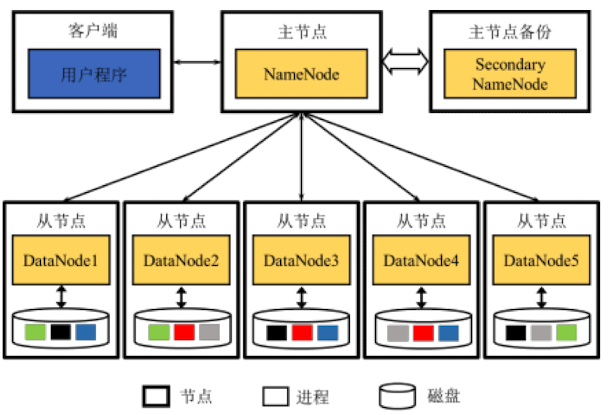 客户端
主节点
主节点备份
用户程序
NameNode
Secondary
NameNode
从节点
从节点
从节点
从节点
从节点
DataNode1
DataNode2
DataNode3
DataNode4
DataNode5
节点
进程
磁盘